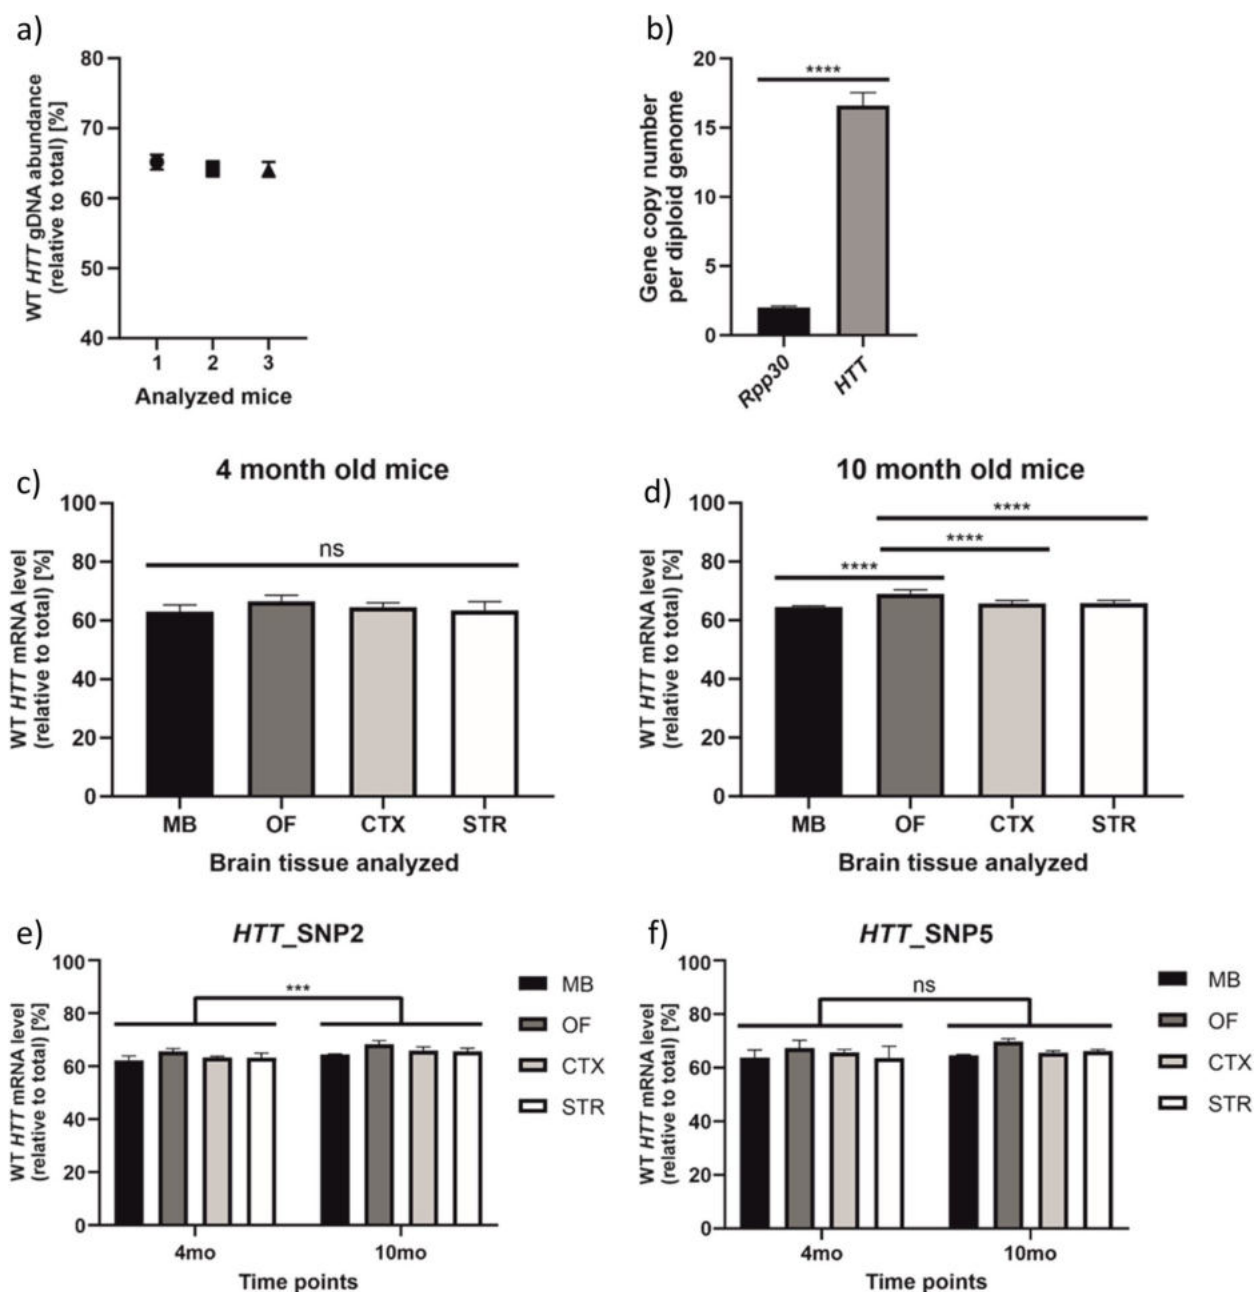 a)
80
70
60
50
40
WT HTT gDNA abundance
(relative to total) [%]
1 2 3
Analyzed mice
b)
20
15
10
5
0
Gene copy number
per diploid genome
****
Rpp30
HTT
c)
4 month old mice
100
80
60
40
20
0
WT HTT mRNA level
(relative to total) [%]
ns
MB OF CTX STR
Brain tissue analyzed
d)
10 month old mice
100
80
60
40
20
0
WT HTT mRNA level
(relative to total) [%]
****
****
****
MB OF CTX STR
Brain tissue analyzed
e)
HTT_SNP2
100
80
60
40
20
0
WT HTT mRNA level
(relative to total) [%]
***
4mo 10mo
Time points
MB
OF
CTX
STR
f)
HTT_SNP5
100
80
60
40
20
0
WT HTT mRNA level
(relative to total) [%]
ns
4mo 10mo
Time points
MB
OF
CTX
STR